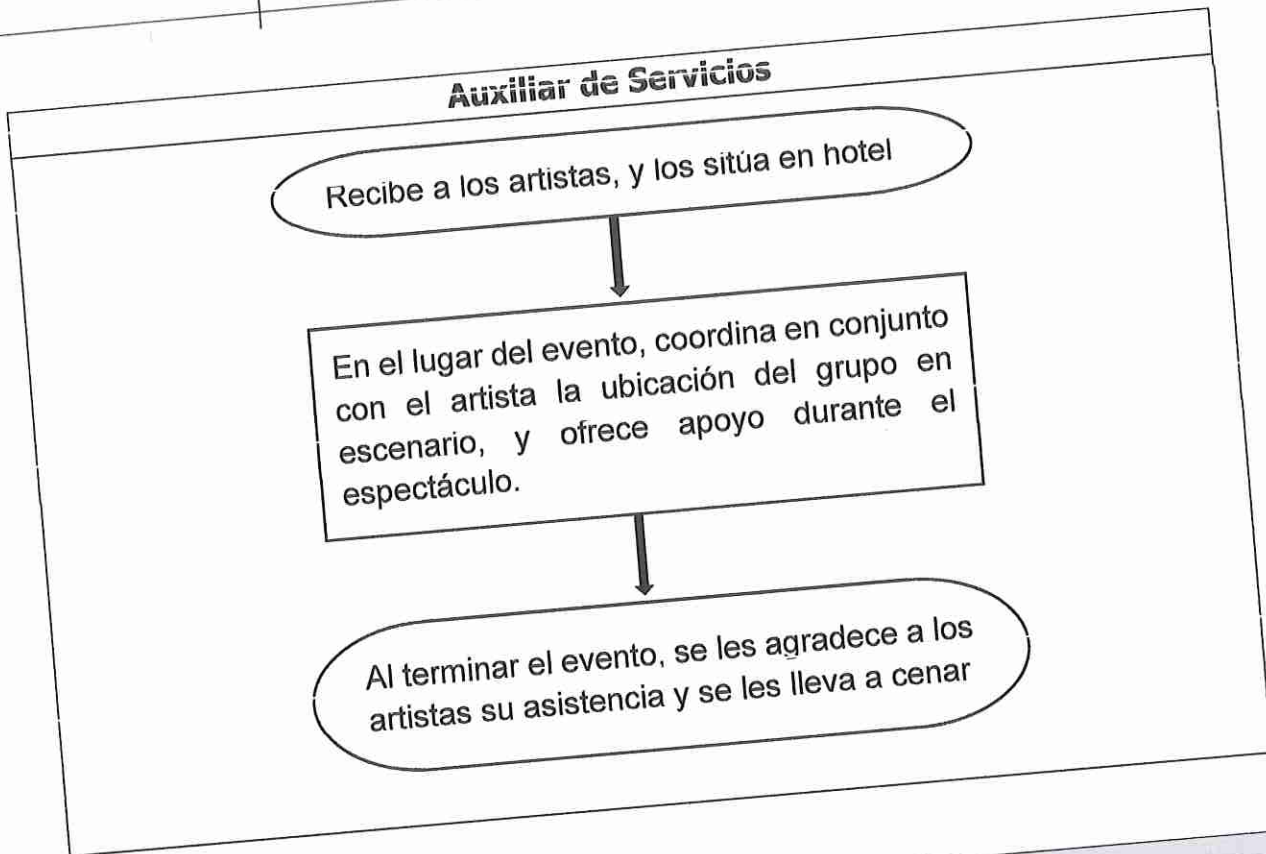 Auxiliar de Servicios
Recibe a los artistas, y los sitúa en hotel
En el lugar del evento, coordina en conjunto
con el artista la ubicación del grupo en
escenario, y ofrece apoyo durante el
espectáculo.
Al terminar el evento, se les agradece a los
artistas su asistencia y se les lleva a cenar